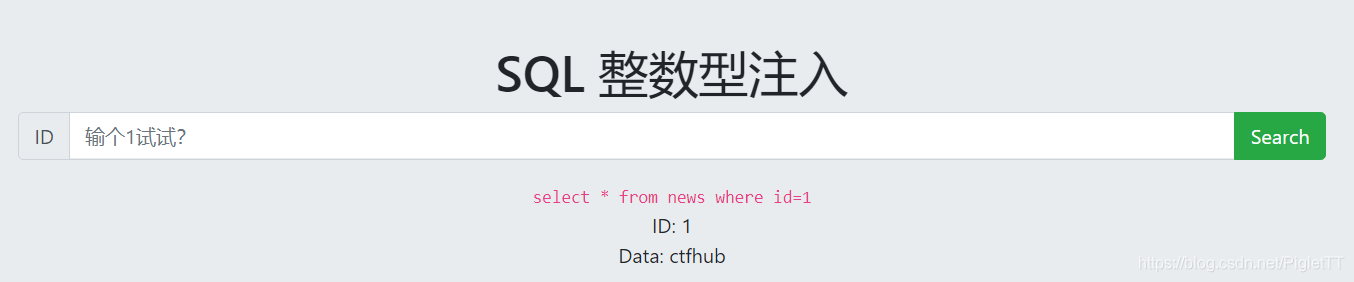 SQL 整数型注入
ID 输个1试试? Search
select * from news where id=1
ID: 1
Data: ctfhub
https://blog.csdn.net/PigletTT